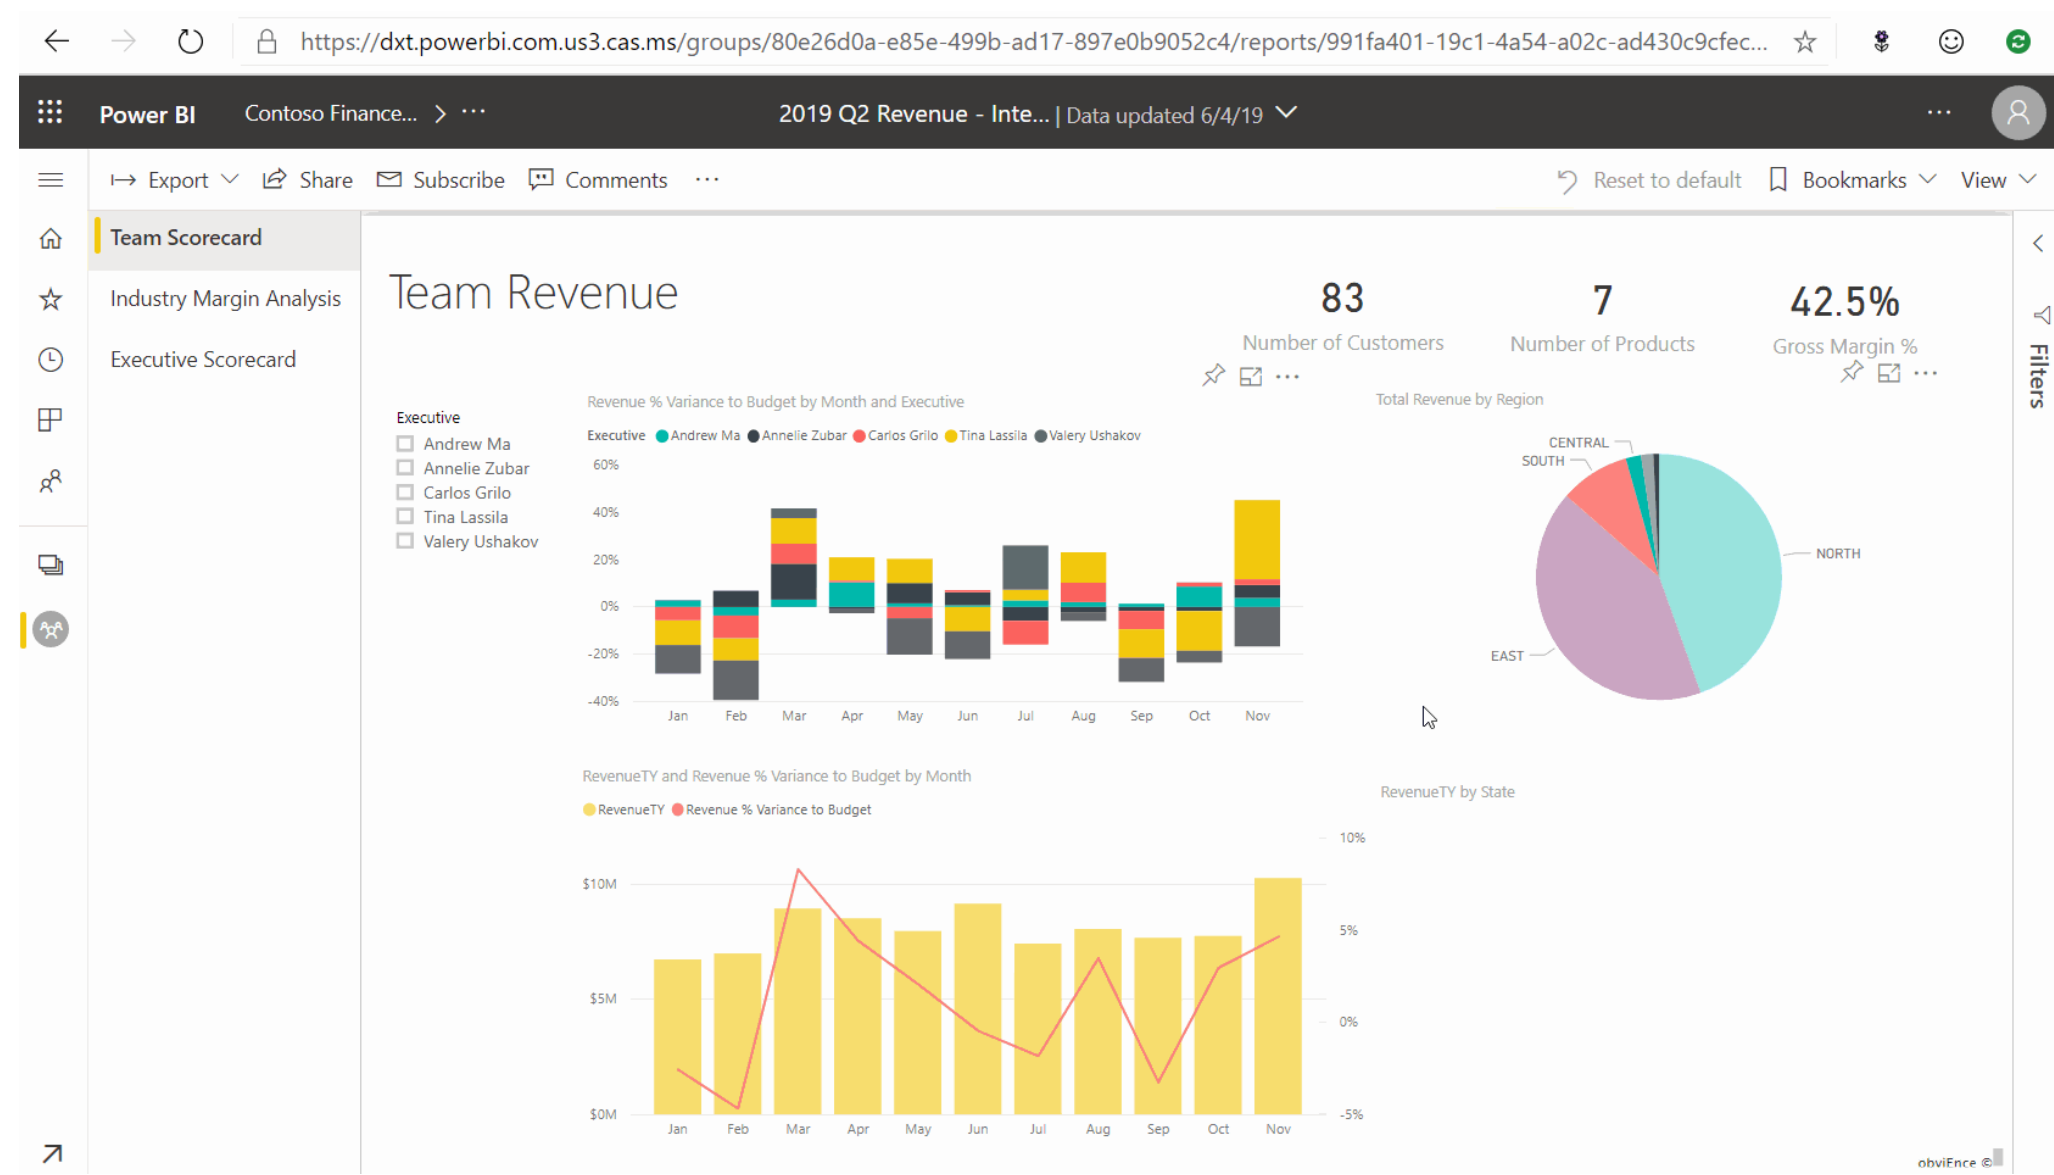 https://dxt.powerbi.com.us3.cas.ms/groups/80e26d0a-e85e-499b-ad17-897e0b9052c4/reports/991fa401-19c1-4a54-a02c-ad430c9cfec...
Power BI Contoso Finance... > ... 2019 Q2 Revenue - Inte... | Data updated 6/4/19 ...
Export Share Subscribe Comments ... Reset to default Bookmarks View
Team Scorecard
Industry Margin Analysis
Executive Scorecard
Team Revenue
83
Number of Customers
7
Number of Products
42.5%
Gross Margin %
Filters
Executive
Andrew Ma
Annelie Zubar
Carlos Grilo
Tina Lassila
Valery Ushakov
Revenue % Variance to Budget by Month and Executive
Executive Andrew Ma Annelie Zubar Carlos Grilo Tina Lassila Valery Ushakov
60%
40%
20%
0%
-20%
-40%
Jan Feb Mar Apr May Jun Jul Aug Sep Oct Nov
Total Revenue by Region
CENTRAL
SOUTH
NORTH
EAST
RevenueTY and Revenue % Variance to Budget by Month
RevenueTY Revenue % Variance to Budget
$10M
$5M
$0M
10%
5%
0%
-5%
Jan Feb Mar Apr May Jun Jul Aug Sep Oct Nov
RevenueTY by State
obviEnce ©